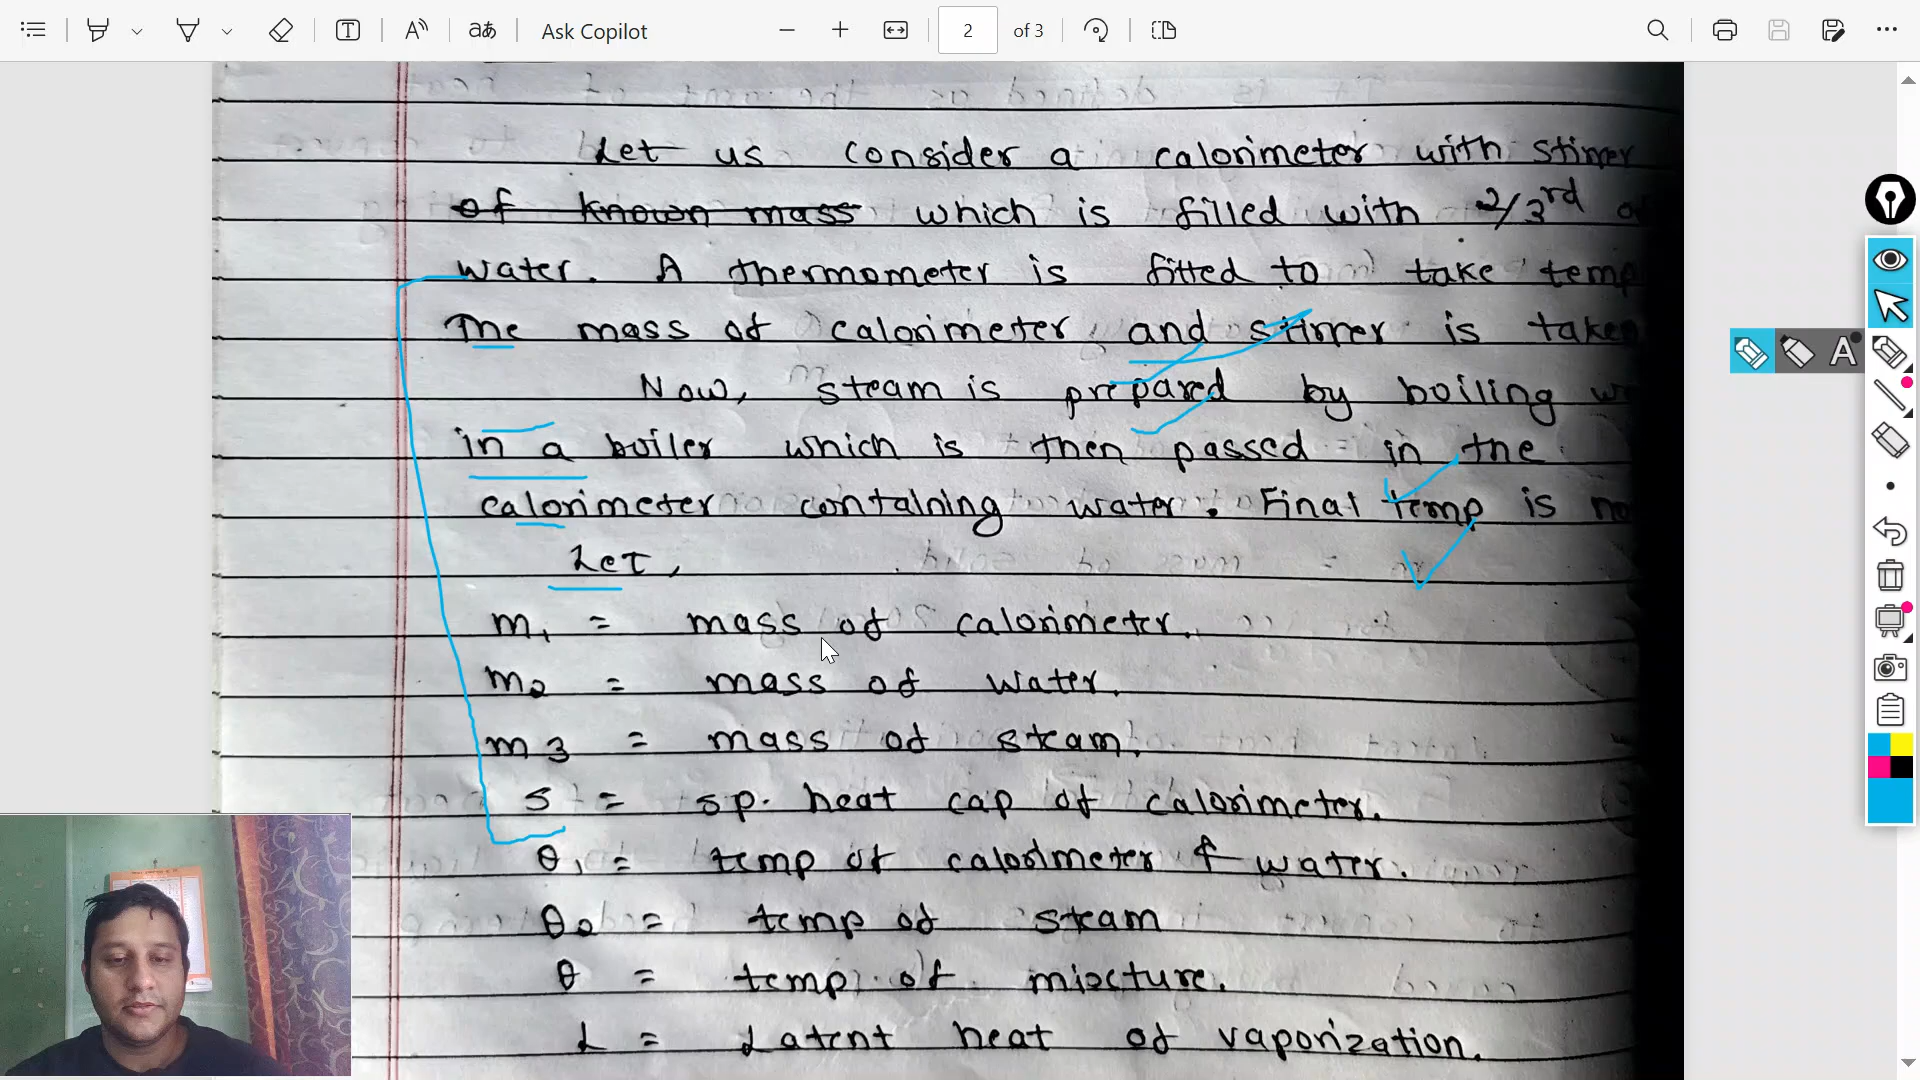 Ask Copilot
2
of 3
Let us consider a calorimeter with stirrer
of known mass which is filled with 2/3rd
water. A thermometer is fitted to take temp
The mass of calorimeter and stirrer is taken
Now, steam is prepared by boiling
in a boiler which is then passed in the
calorimeter containing water. Final temp is
Let,
m1 = mass of calorimeter.
m2 = mass of water.
m3 = mass of steam.
s = sp. heat cap of calorimeter.
θ1 = temp of calorimeter & water.
θ2 = temp of steam
θ = temp. of mixture.
L = Latent heat of vaporization.